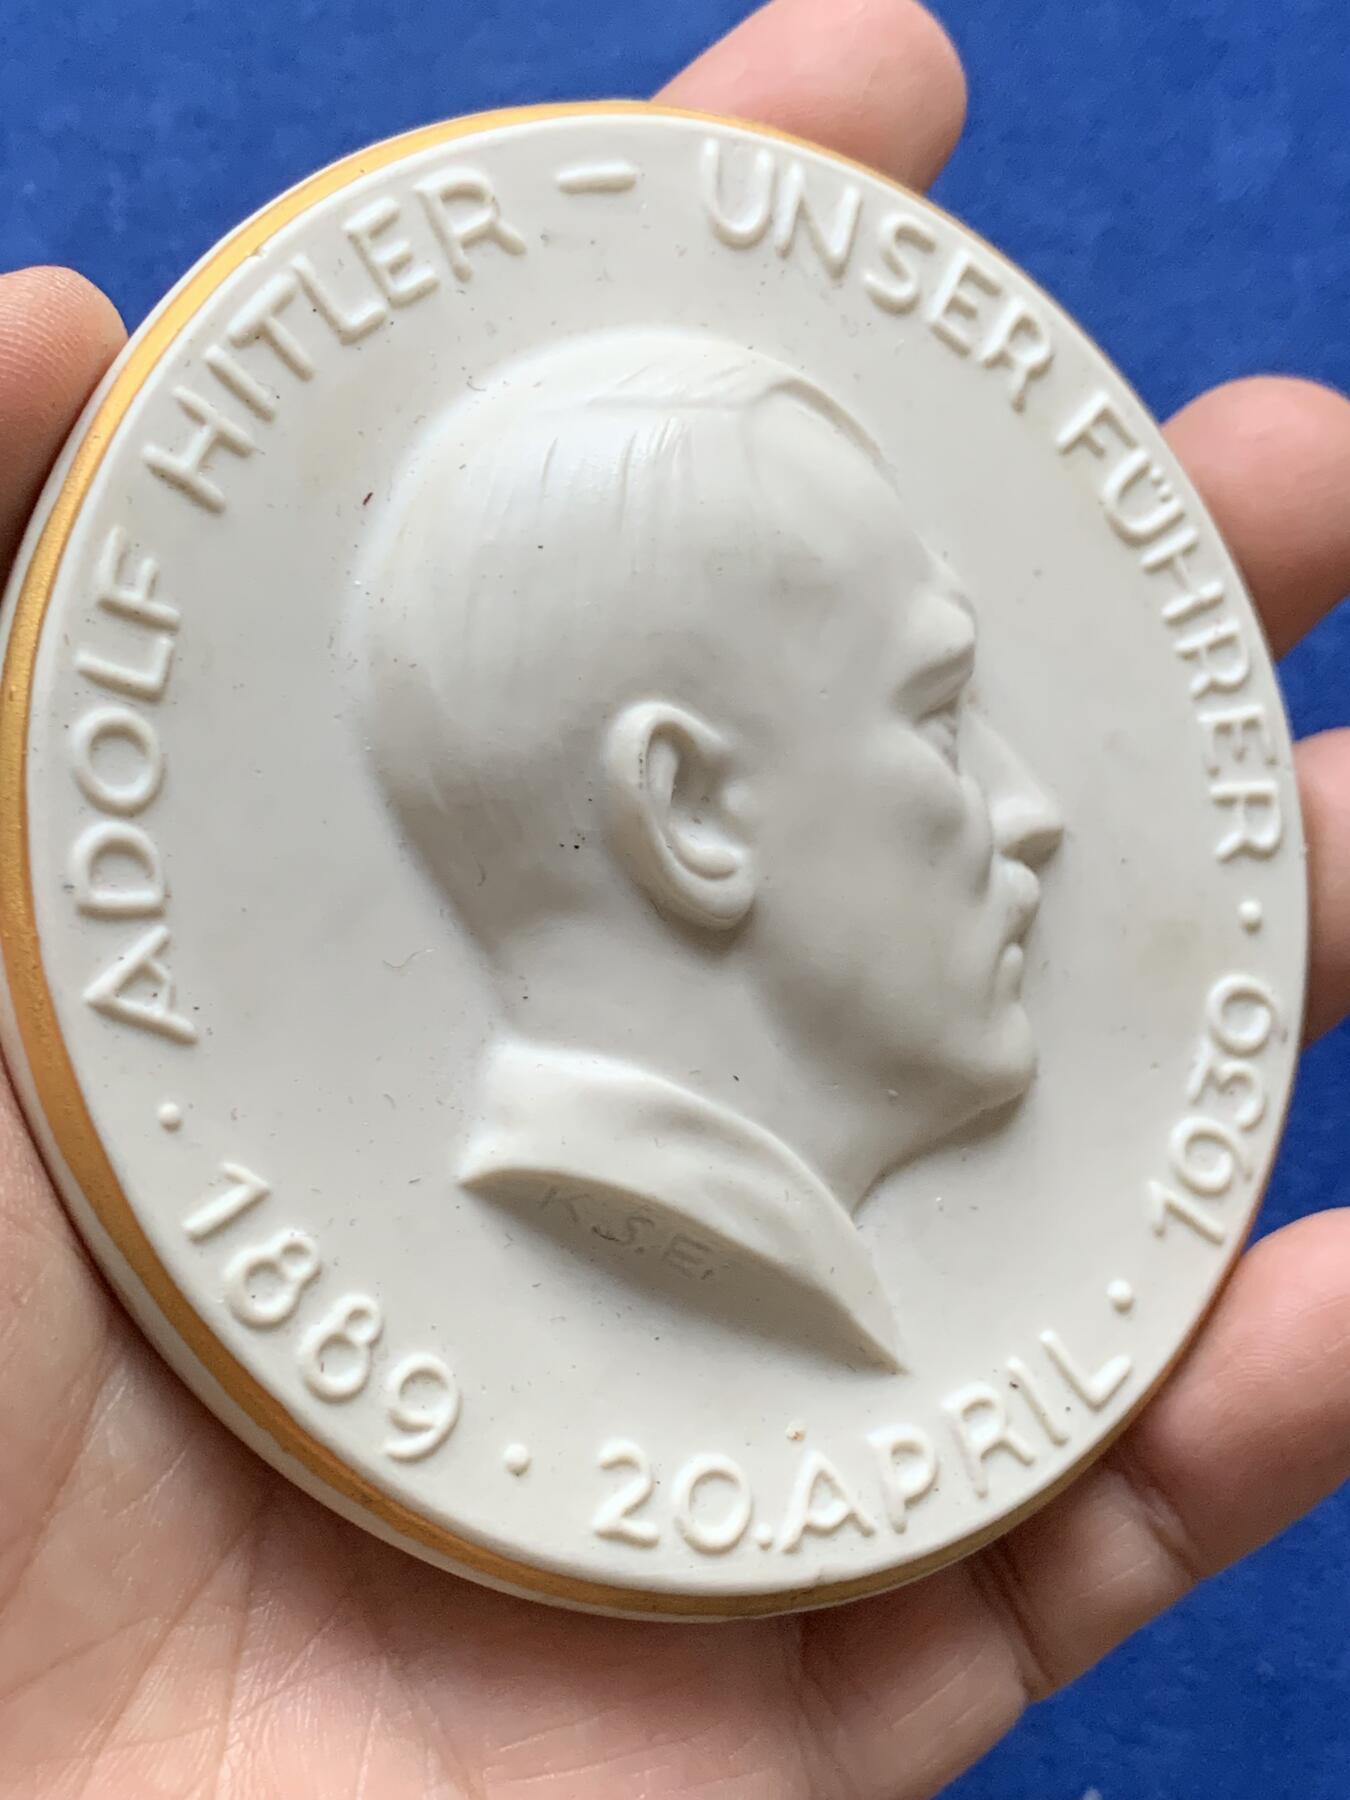 ADOLF HITLER – UNSER FÜHRER
· 1889 · 20. APRIL · 1939 ·
K.S.E.